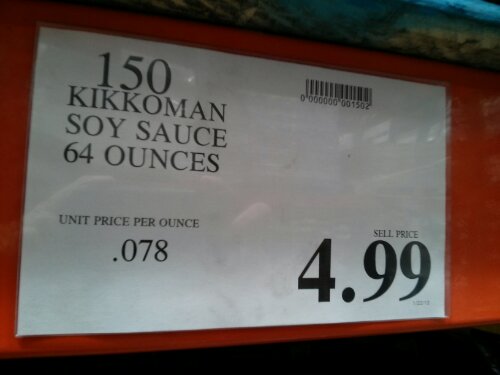 150
KIKKOMAN
SOY SAUCE
64 OUNCES
0 000000 001502
UNIT PRICE PER OUNCE
.078
SELL PRICE
4.99